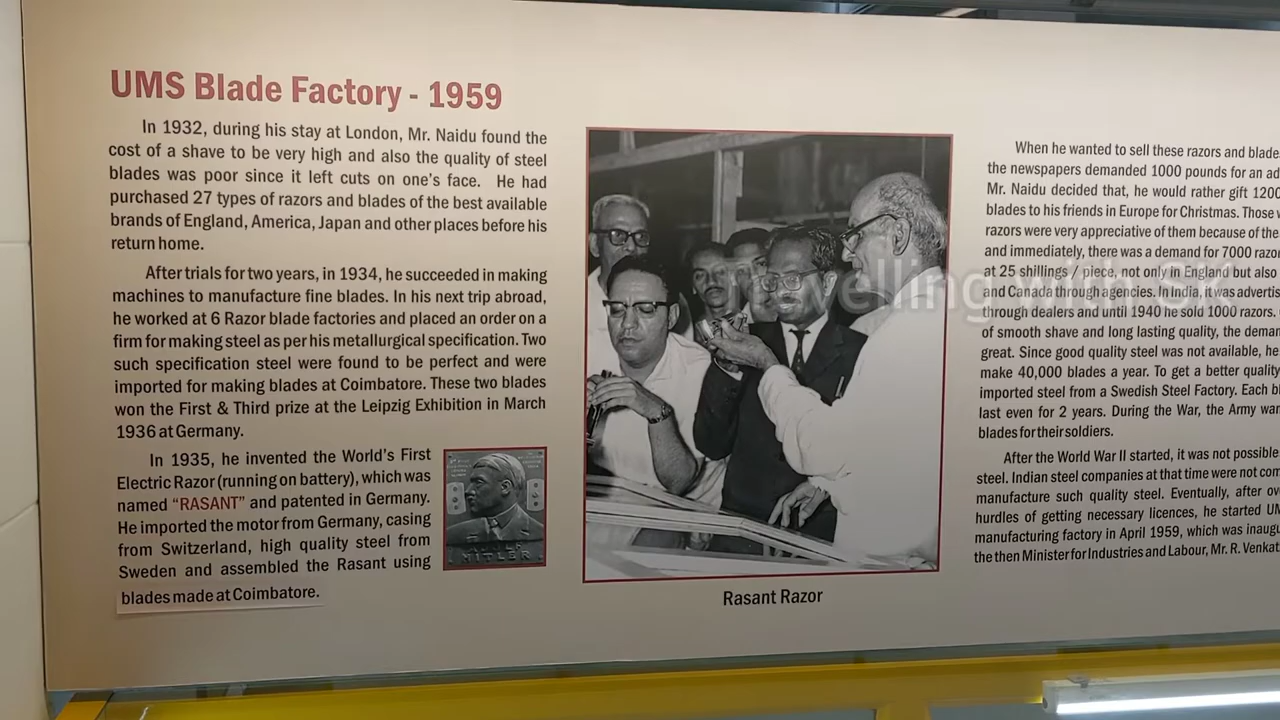 UMS Blade Factory - 1959
In 1932, during his stay at London, Mr. Naidu found the
cost of a shave to be very high and also the quality of steel
blades was poor since it left cuts on one's face. He had
purchased 27 types of razors and blades of the best available
brands of England, America, Japan and other places before his
return home.
After trials for two years, in 1934, he succeeded in making
machines to manufacture fine blades. In his next trip abroad,
he worked at 6 Razor blade factories and placed an order on a
firm for making steel as per his metallurgical specification. Two
such specification steel were found to be perfect and were
imported for making blades at Coimbatore. These two blades
won the First & Third prize at the Leipzig Exhibition in March
1936 at Germany.
In 1935, he invented the World's First
Electric Razor (running on battery), which was
named "RASANT" and patented in Germany.
He imported the motor from Germany, casing
from Switzerland, high quality steel from
Sweden and assembled the Rasant using
blades made at Coimbatore.
HITLER
Rasant Razor
When he wanted to sell these razors and blade
the newspapers demanded 1000 pounds for an ad
Mr. Naidu decided that, he would rather gift 1200
blades to his friends in Europe for Christmas. Those
razors were very appreciative of them because of the
and immediately, there was a demand for 7000 razo
at 25 shillings / piece, not only in England but also
and Canada through agencies. In India, it was advertis
through dealers and until 1940 he sold 1000 razors.
of smooth shave and long lasting quality, the deman
great. Since good quality steel was not available, he
make 40,000 blades a year. To get a better quality
imported steel from a Swedish Steel Factory. Each bl
last even for 2 years. During the War, the Army wan
blades for their soldiers.
After the World War II started, it was not possible
steel. Indian steel companies at that time were not com
manufacture such quality steel. Eventually, after ov
hurdles of getting necessary licences, he started UM
manufacturing factory in April 1959, which was inaug
the then Minister for Industries and Labour, Mr. R. Venkat
Travelling with SK